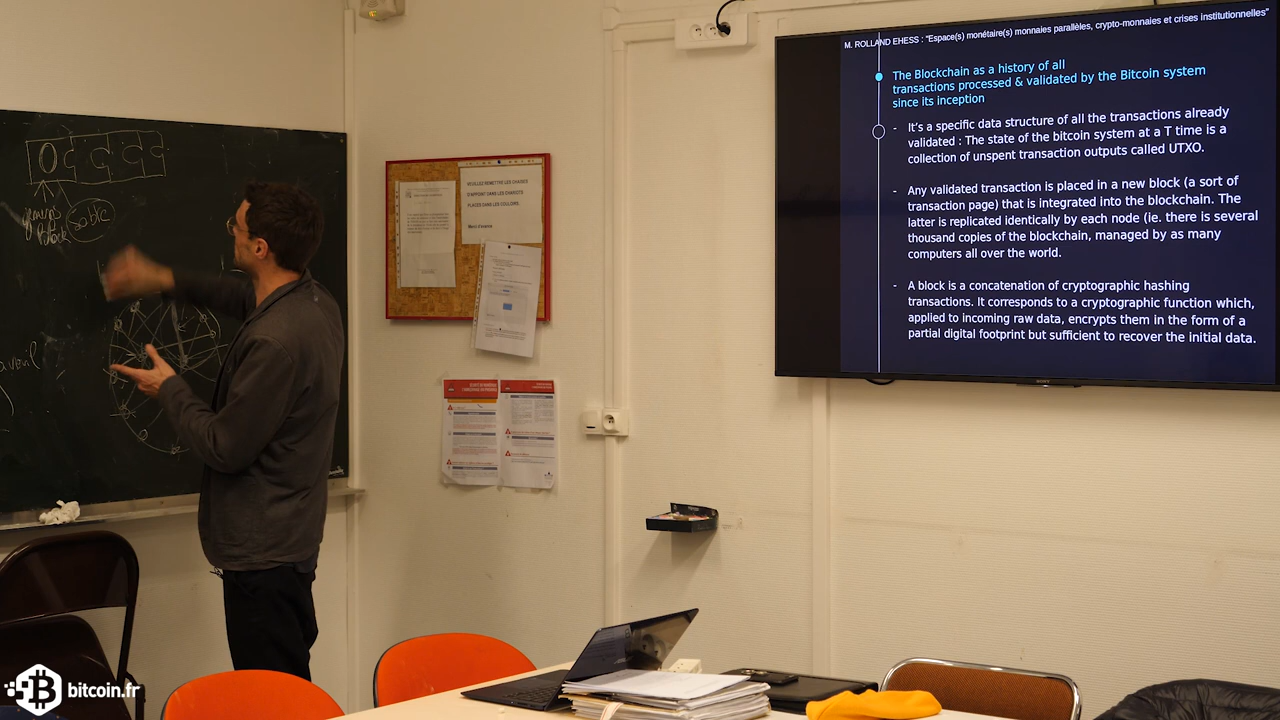 M. ROLLAND EHESS : "Espace(s) monétaire(s) monnaies parallèles, crypto-monnaies et crises institutionnelles"
The Blockchain as a history of all
transactions processed & validated by the Bitcoin system
since its inception
- It's a specific data structure of all the transactions already
validated : The state of the bitcoin system at a T time is a
collection of unspent transaction outputs called UTXO.
- Any validated transaction is placed in a new block (kind of
transaction page) that is integrated into the blockchain. The
latter is replicated identically by each node (ie. there is several
thousand copies of the blockchain, managed by as many
compusers all over the world.
- A block is a concatenation of cryptographic hashing
transactions. It corresponds to a cryptographic function which,
applied to incoming raw data, encrypts them in the form of a
partial digital footprint but sufficient to recover the initial data.
SONY
VEUILLEZ REMETTRE LES CHAISES
D'APPOINT DANS LES CHARIOTS
PLACES DANS LES COULOIRS.
50 btc
Block
bitcoin.fr